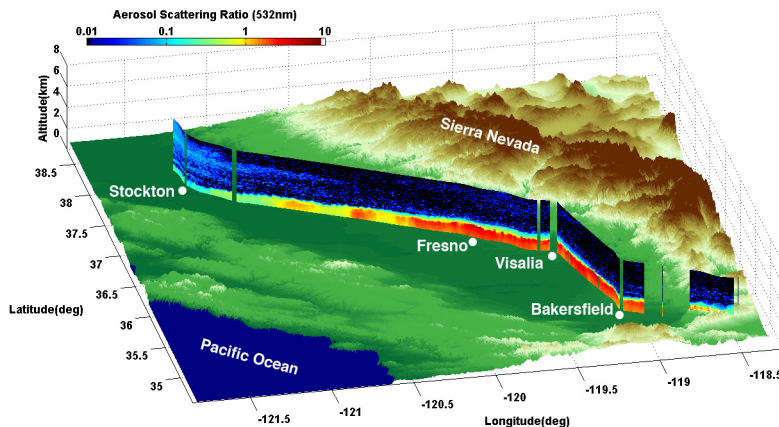 Aerosol Scattering Ratio (532nm)
0.01 0.1 1 10
8
6
4
2
0
Altitude(km)
Sierra Nevada
38.5
38
37.5
37
36.5
36
35.5
35
Latitude(deg)
Stockton
Fresno
Visalia
Bakersfield
Pacific Ocean
-121.5 -121 -120.5 -120 -119.5 -119 -118.5
Longitude(deg)